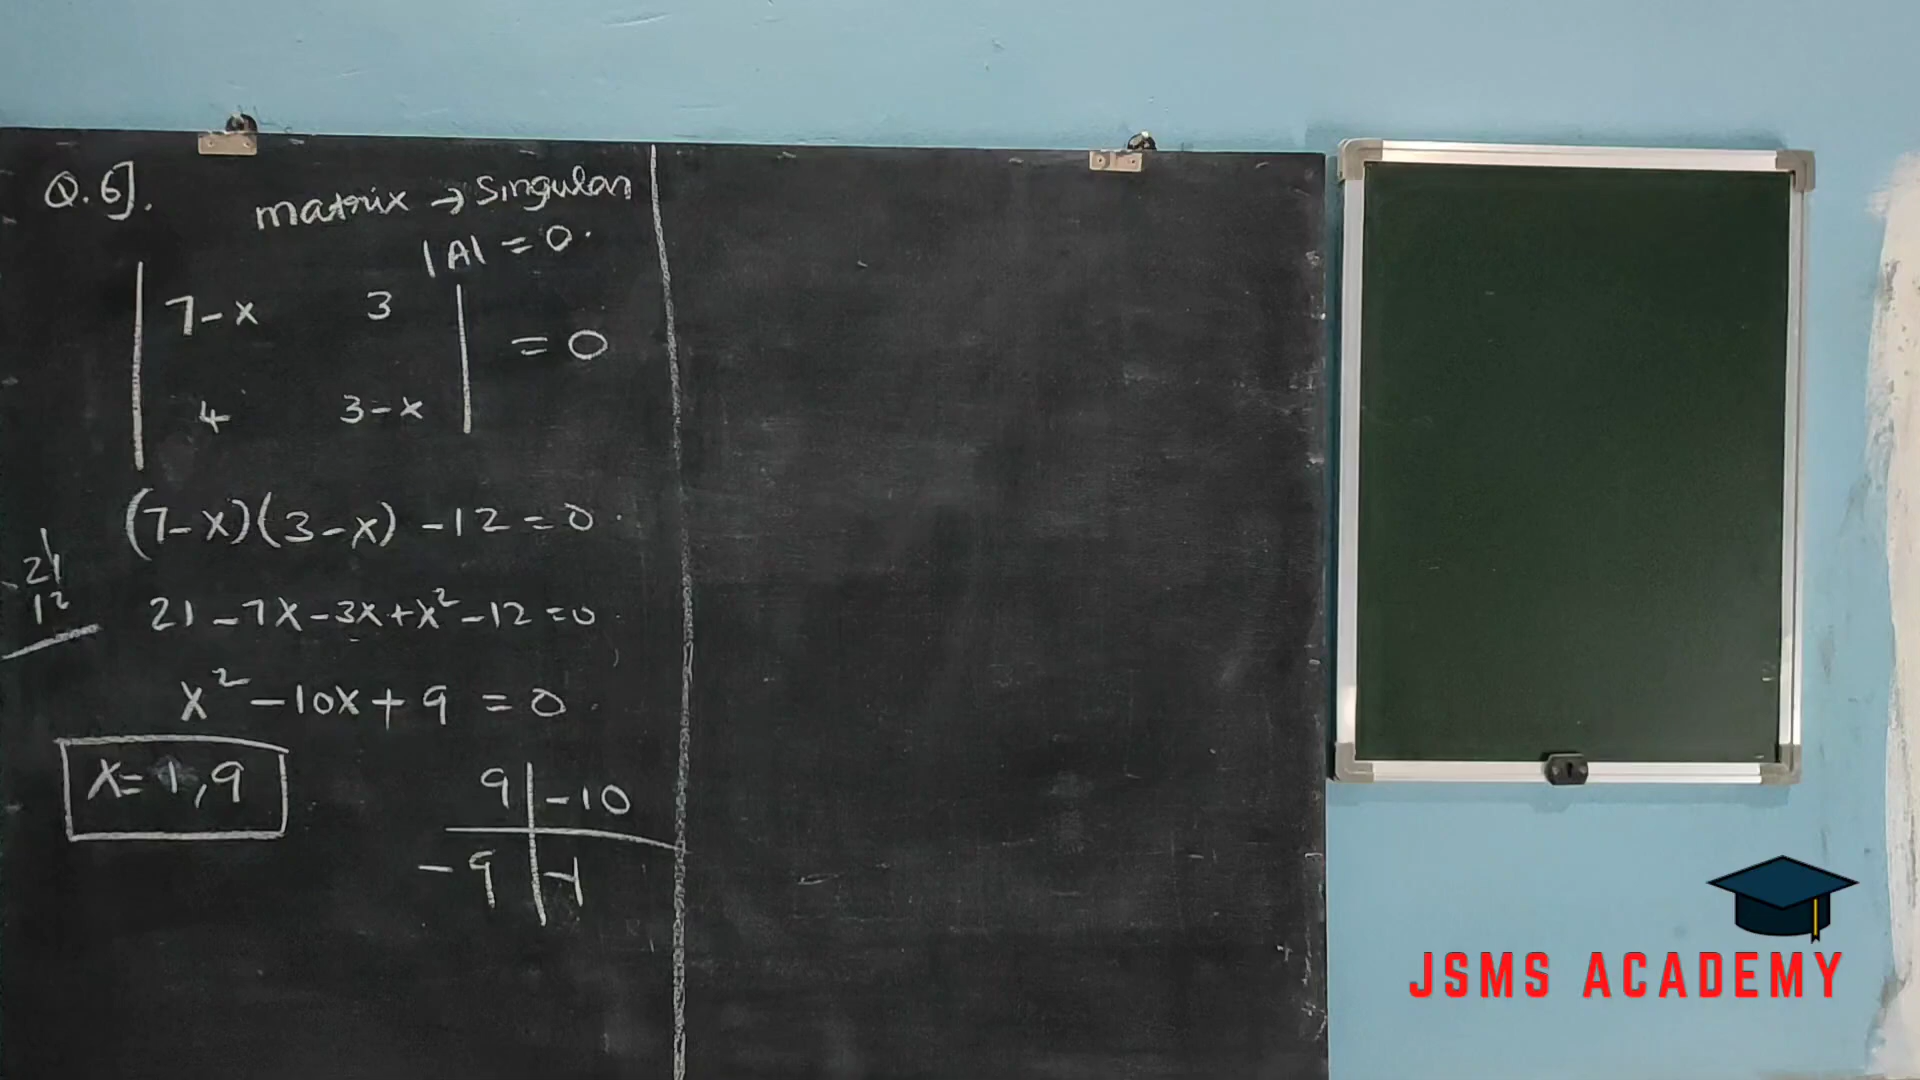 Q.6].
matrix → Singular
|A| = 0.
7-x 3
= 0
4 3-x
(7-x)(3-x) -12 = 0.
21
12
21 -7x-3x+x² -12 = 0.
x² -10x + 9 = 0.
x = 1, 9
9 | -10
-9 | -1
JSMS ACADEMY